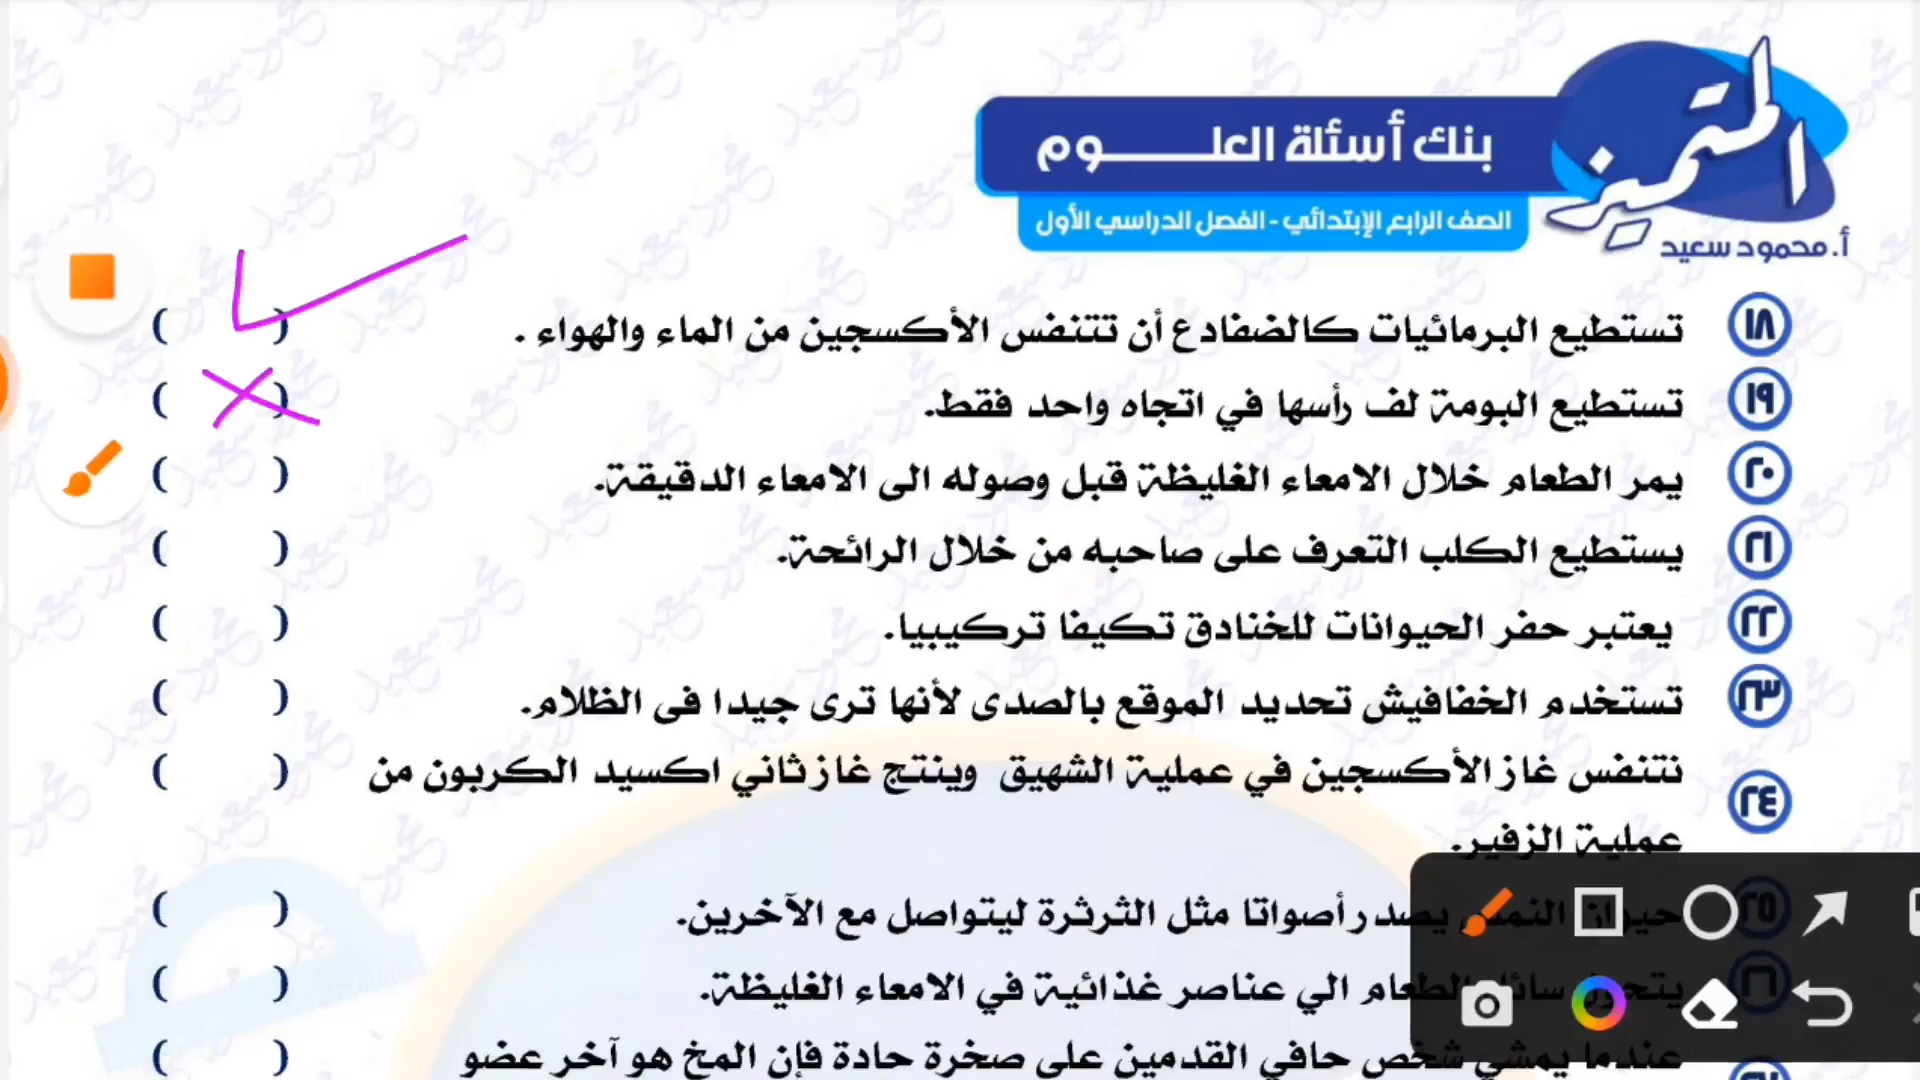 المتميز
بنك أسئلة العلـــــوم
الصف الرابع الإبتدائي - الفصل الدراسي الأول
أ. محمود سعيد
١٨ تستطيع البرمائيات كالضفادع أن تتنفس الأكسجين من الماء والهواء . ( )
١٩ تستطيع البومة لف رأسها في اتجاه واحد فقط. ( )
٢٠ يمر الطعام خلال الامعاء الغليظة قبل وصوله الى الامعاء الدقيقة. ( )
٢١ يستطيع الكلب التعرف على صاحبه من خلال الرائحة. ( )
٢٢ يعتبر حفر الحيوانات للخنادق تكيفا تركيبيا. ( )
٢٣ تستخدم الخفافيش تحديد الموقع بالصدى لأنها ترى جيدا فى الظلام. ( )
٢٤ نتنفس غاز الأكسجين في عملية الشهيق وينتج غاز ثاني اكسيد الكربون من ( )
عملية الزفير.
٢٥ حيوان النمس يصدر أصواتا مثل الثرثرة ليتواصل مع الآخرين. ( )
يتحول سائل الطعام الي عناصر غذائية في الامعاء الغليظة. ( )
عندما يمشي شخص حافي القدمين على صخرة حادة فإن المخ هو آخر عضو ( )